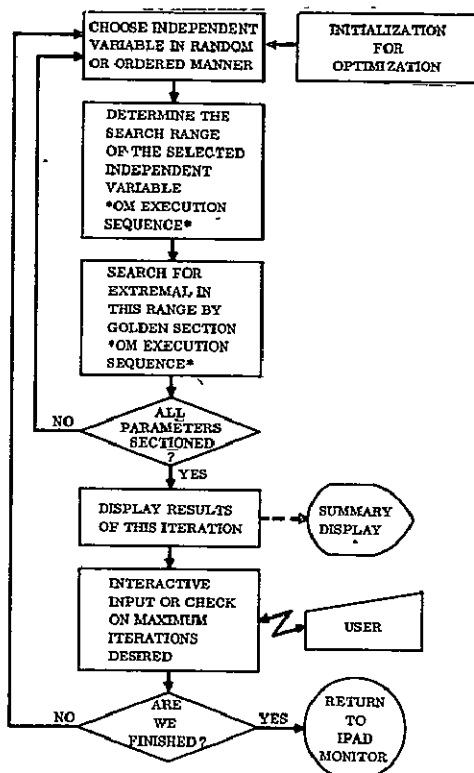 CHOOSE INDEPENDENT
VARIABLE IN RANDOM
OR ORDERED MANNER
INITIALIZATION
FOR
OPTIMIZATION
DETERMINE THE
SEARCH RANGE
OF THE SELECTED
INDEPENDENT
VARIABLE
*OM EXECUTION
SEQUENCE*
SEARCH FOR
EXTREMAL IN
THIS RANGE BY
GOLDEN SECTION
*OM EXECUTION
SEQUENCE*
NO
ALL
PARAMETERS
SECTIONED
?
YES
DISPLAY RESULTS
OF THIS ITERATION
SUMMARY
DISPLAY
INTERACTIVE
INPUT OR CHECK
ON MAXIMUM
ITERATIONS
DESIRED
USER
NO
ARE
WE
FINISHED?
YES
RETURN
TO
IPAD
MONITOR